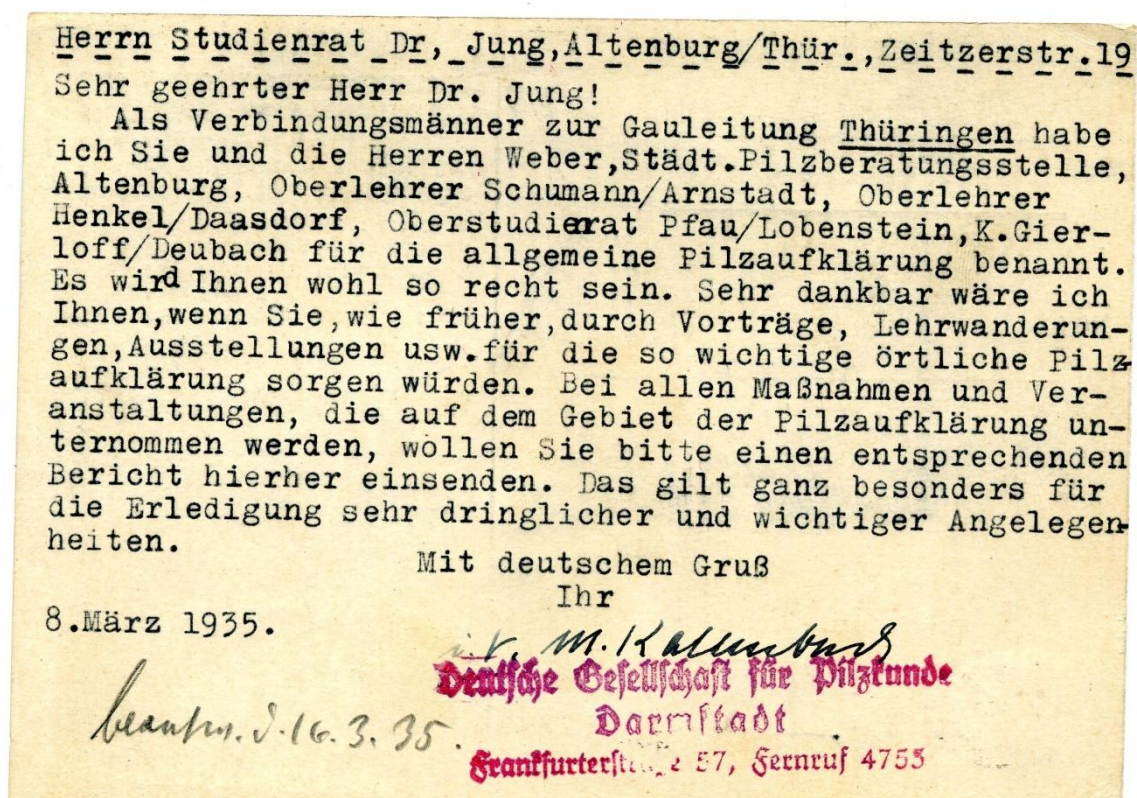 Herrn Studienrat Dr, Jung,Altenburg/Thür.,Zeitzerstr.19
Sehr geehrter Herr Dr. Jung!
Als Verbindungsmänner zur Gauleitung Thüringen habe
ich Sie und die Herren Weber,Städt.Pilzberatungsstelle,
Altenburg, Oberlehrer Schumann/Arnstadt, Oberlehrer
Henkel/Daasdorf, Oberstudierat Pfau/Lobenstein,K.Gier-
loff/Deubach für die allgemeine Pilzaufklärung benannt.
Es wird Ihnen wohl so recht sein. Sehr dankbar wäre ich
Ihnen,wenn Sie,wie früher,durch Vorträge, Lehrwanderun-
gen,Ausstellungen usw.für die so wichtige örtliche Pilz-
aufklärung sorgen würden. Bei allen Maßnahmen und Ver-
anstaltungen, die auf dem Gebiet der Pilzaufklärung un-
ternommen werden, wollen Sie bitte einen entsprechenden
Bericht hierher einsenden. Das gilt ganz besonders für
die Erledigung sehr dringlicher und wichtiger Angelegen-
heiten.
Mit deutschem Gruß
Ihr
8.März 1935.
i.V. M. Kallenbach
Deutsche Gesellschaft für Pilzkunde
Darmstadt
57, Fernruf 4753
beantw. d. 16. 3. 35.